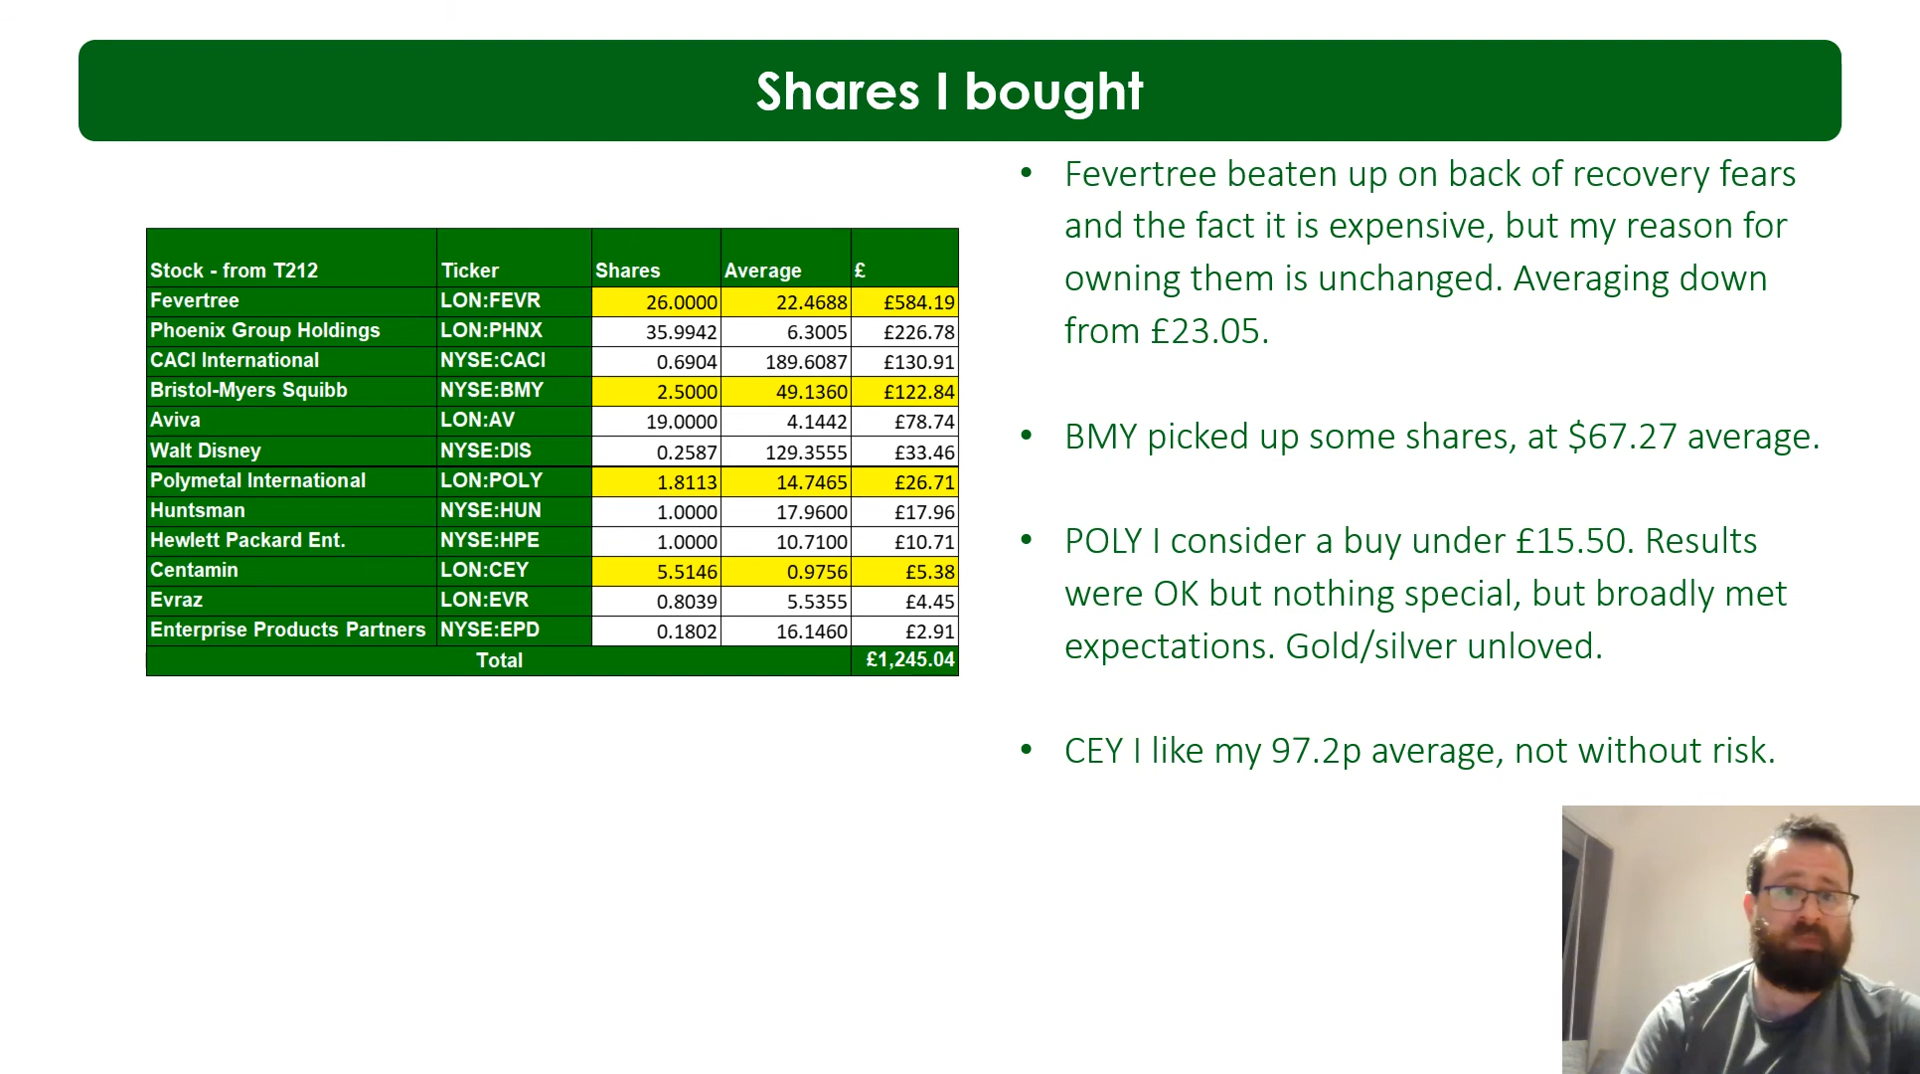 Shares I bought
Stock - from T212 Ticker Shares Average £
Fevertree LON:FEVR 26.0000 22.4688 £584.19
Phoenix Group Holdings LON:PHNX 35.9942 6.3005 £226.78
CACI International NYSE:CACI 0.6904 189.6087 £130.91
Bristol-Myers Squibb NYSE:BMY 2.5000 49.1360 £122.84
Aviva LON:AV 19.0000 4.1442 £78.74
Walt Disney NYSE:DIS 0.2587 129.3555 £33.46
Polymetal International LON:POLY 1.8113 14.7465 £26.71
Huntsman NYSE:HUN 1.0000 17.9600 £17.96
Hewlett Packard Ent. NYSE:HPE 1.0000 10.7100 £10.71
Centamin LON:CEY 5.5146 0.9756 £5.38
Evraz LON:EVR 0.8039 5.5355 £4.45
Enterprise Products Partners NYSE:EPD 0.1802 16.1460 £2.91
Total £1,245.04
• Fevertree beaten up on back of recovery fears
and the fact it is expensive, but my reason for
owning them is unchanged. Averaging down
from £23.05.
• BMY picked up some shares, at $67.27 average.
• POLY I consider a buy under £15.50. Results
were OK but nothing special, but broadly met
expectations. Gold/silver unloved.
• CEY I like my 97.2p average, not without risk.